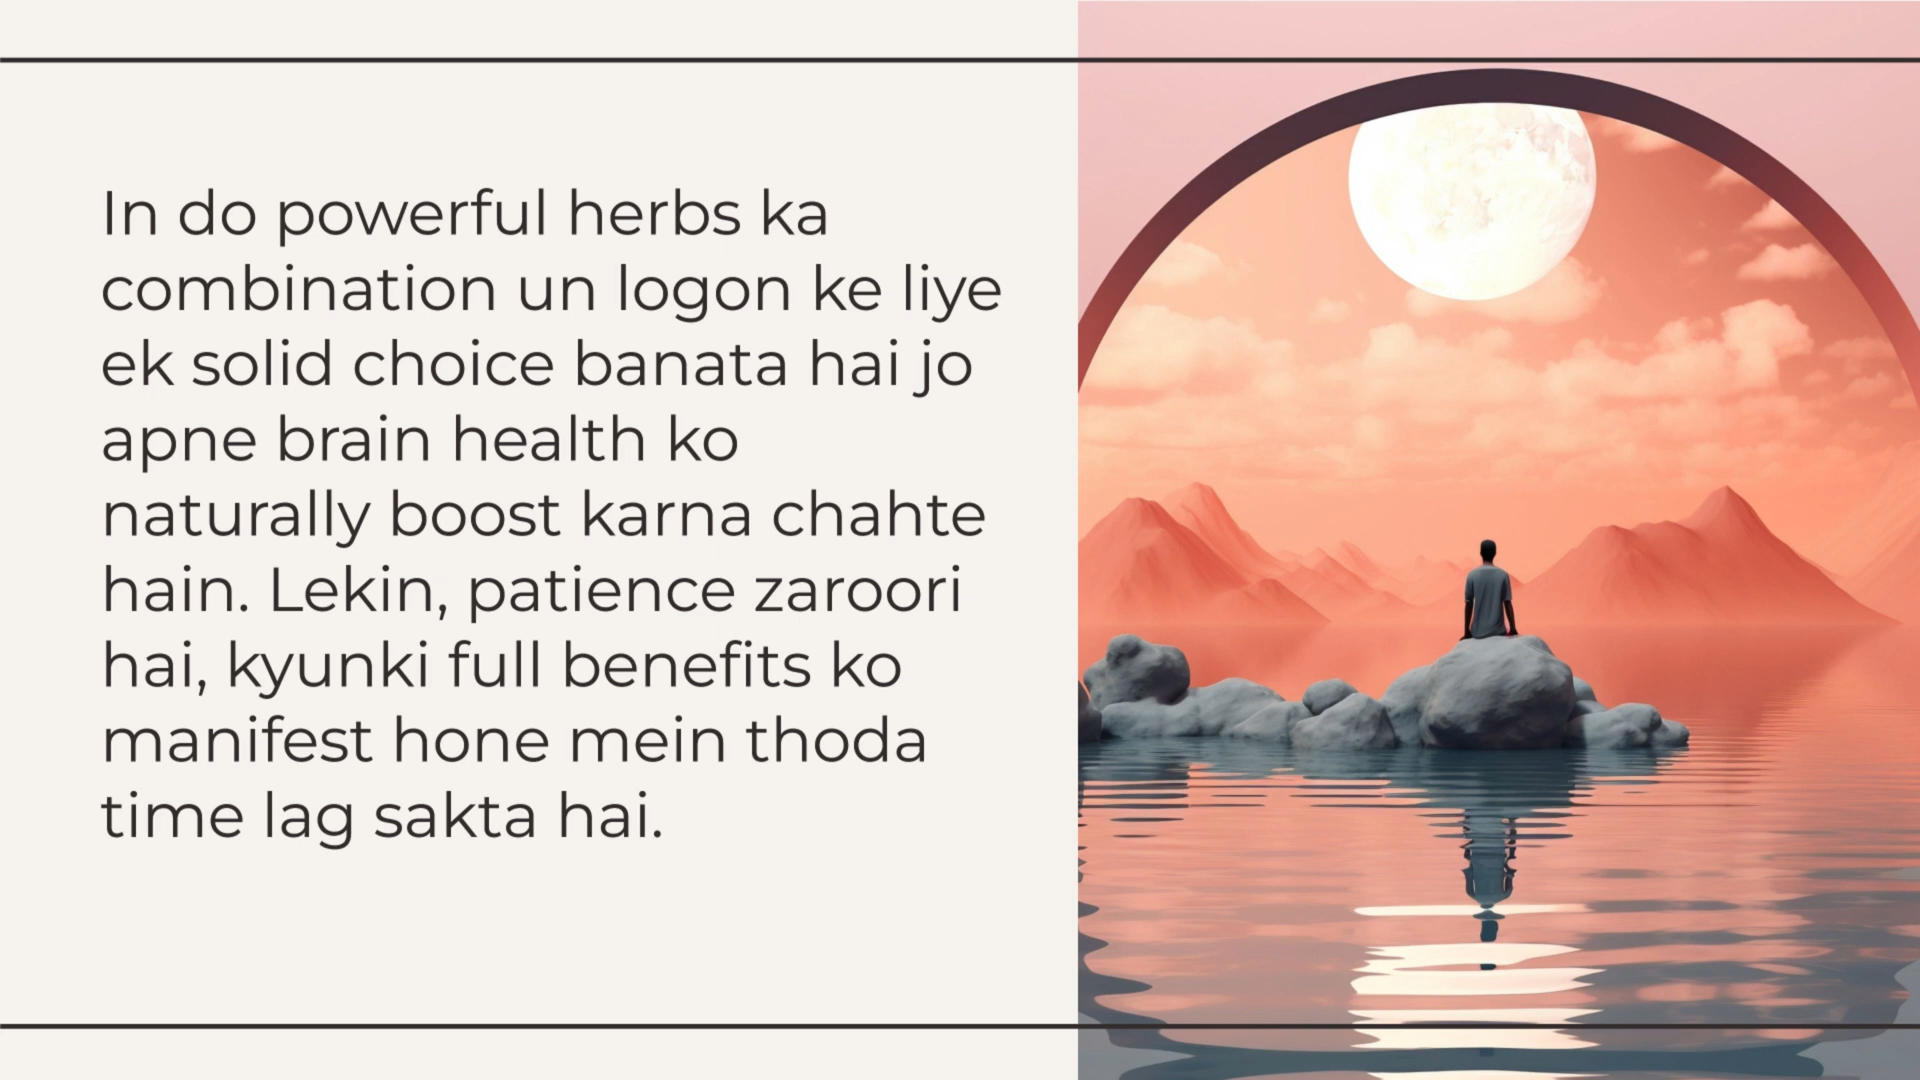 In do powerful herbs ka
combination un logon ke liye
ek solid choice banata hai jo
apne brain health ko
naturally boost karna chahte
hain. Lekin, patience zaroori
hai, kyunki full benefits ko
manifest hone mein thoda
time lag sakta hai.